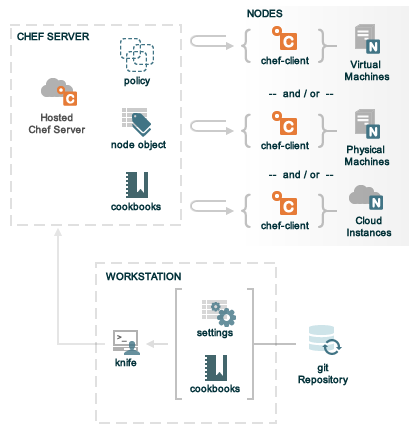 CHEF SERVER
policy
Hosted
Chef Server
node object
cookbooks
NODES
C
chef-client
N
Virtual
Machines
-- and / or --
C
chef-client
N
Physical
Machines
-- and / or --
C
chef-client
N
Cloud
Instances
C
WORKSTATION
>_
knife
settings
cookbooks
git
Repository